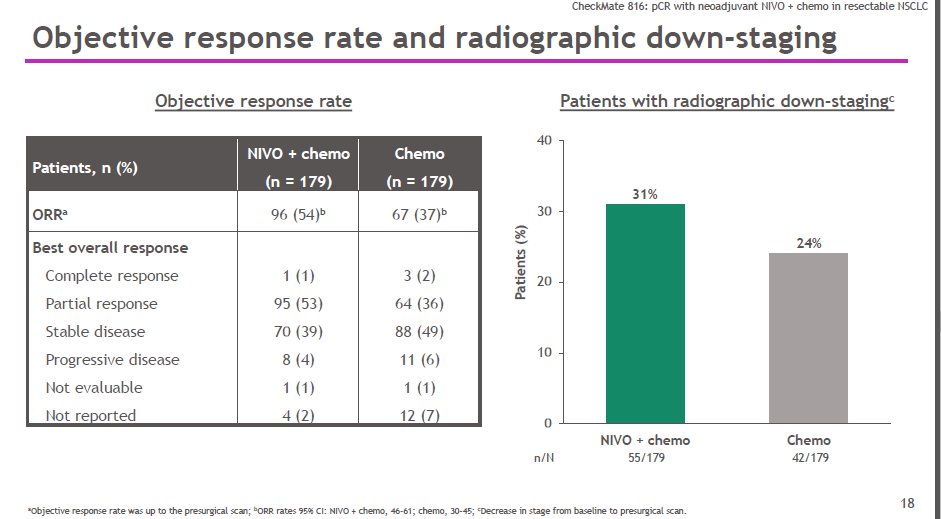 CheckMate 816: pCR with neoadjuvant NIVO + chemo in resectable NSCLC
Objective response rate and radiographic down-staging
Objective response rate
Patients, n (%) NIVO + chemo (n = 179) Chemo (n = 179)
ORRᵃ 96 (54)ᵇ 67 (37)ᵇ
Best overall response
Complete response 1 (1) 3 (2)
Partial response 95 (53) 64 (36)
Stable disease 70 (39) 88 (49)
Progressive disease 8 (4) 11 (6)
Not evaluable 1 (1) 1 (1)
Not reported 4 (2) 12 (7)
Patients with radiographic down-stagingᶜ
Patients (%)
40
30
20
10
0
31%
24%
NIVO + chemo Chemo
n/N 55/179 42/179
ᵃObjective response rate was up to the presurgical scan; ᵇORR rates 95% CI: NIVO + chemo, 46-61; chemo, 30-45; ᶜDecrease in stage from baseline to presurgical scan.
18